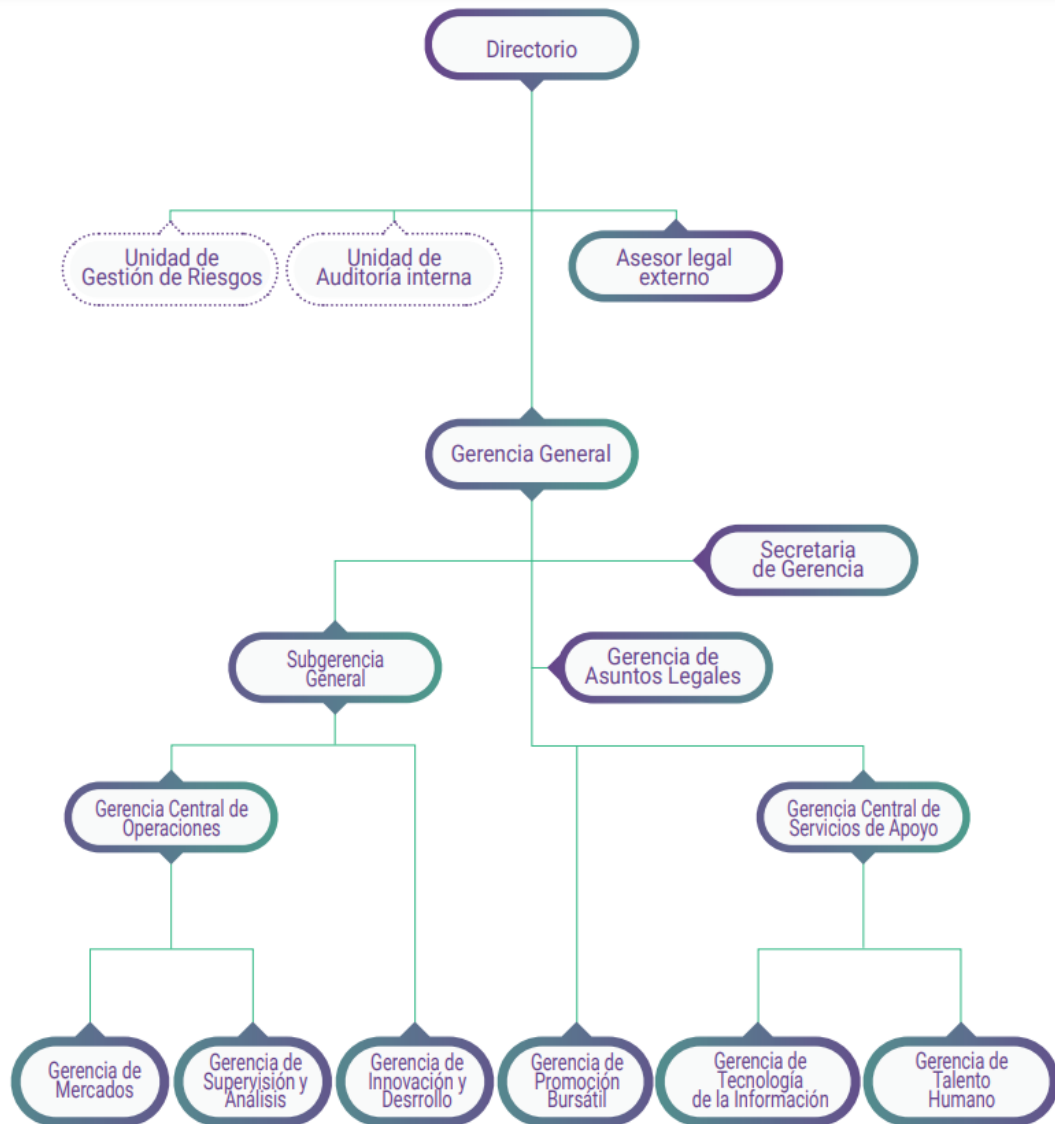 Directorio
Unidad de
Gestión de Riesgos
Unidad de
Auditoría interna
Asesor legal
externo
Gerencia General
Secretaria
de Gerencia
Subgerencia
General
Gerencia de
Asuntos Legales
Gerencia Central de
Operaciones
Gerencia Central de
Servicios de Apoyo
Gerencia de
Mercados
Gerencia de
Supervisión y
Análisis
Gerencia de
Innovación y
Desrrollo
Gerencia de
Promoción
Bursátil
Gerencia de
Tecnología
de la Información
Gerencia de
Talento
Humano